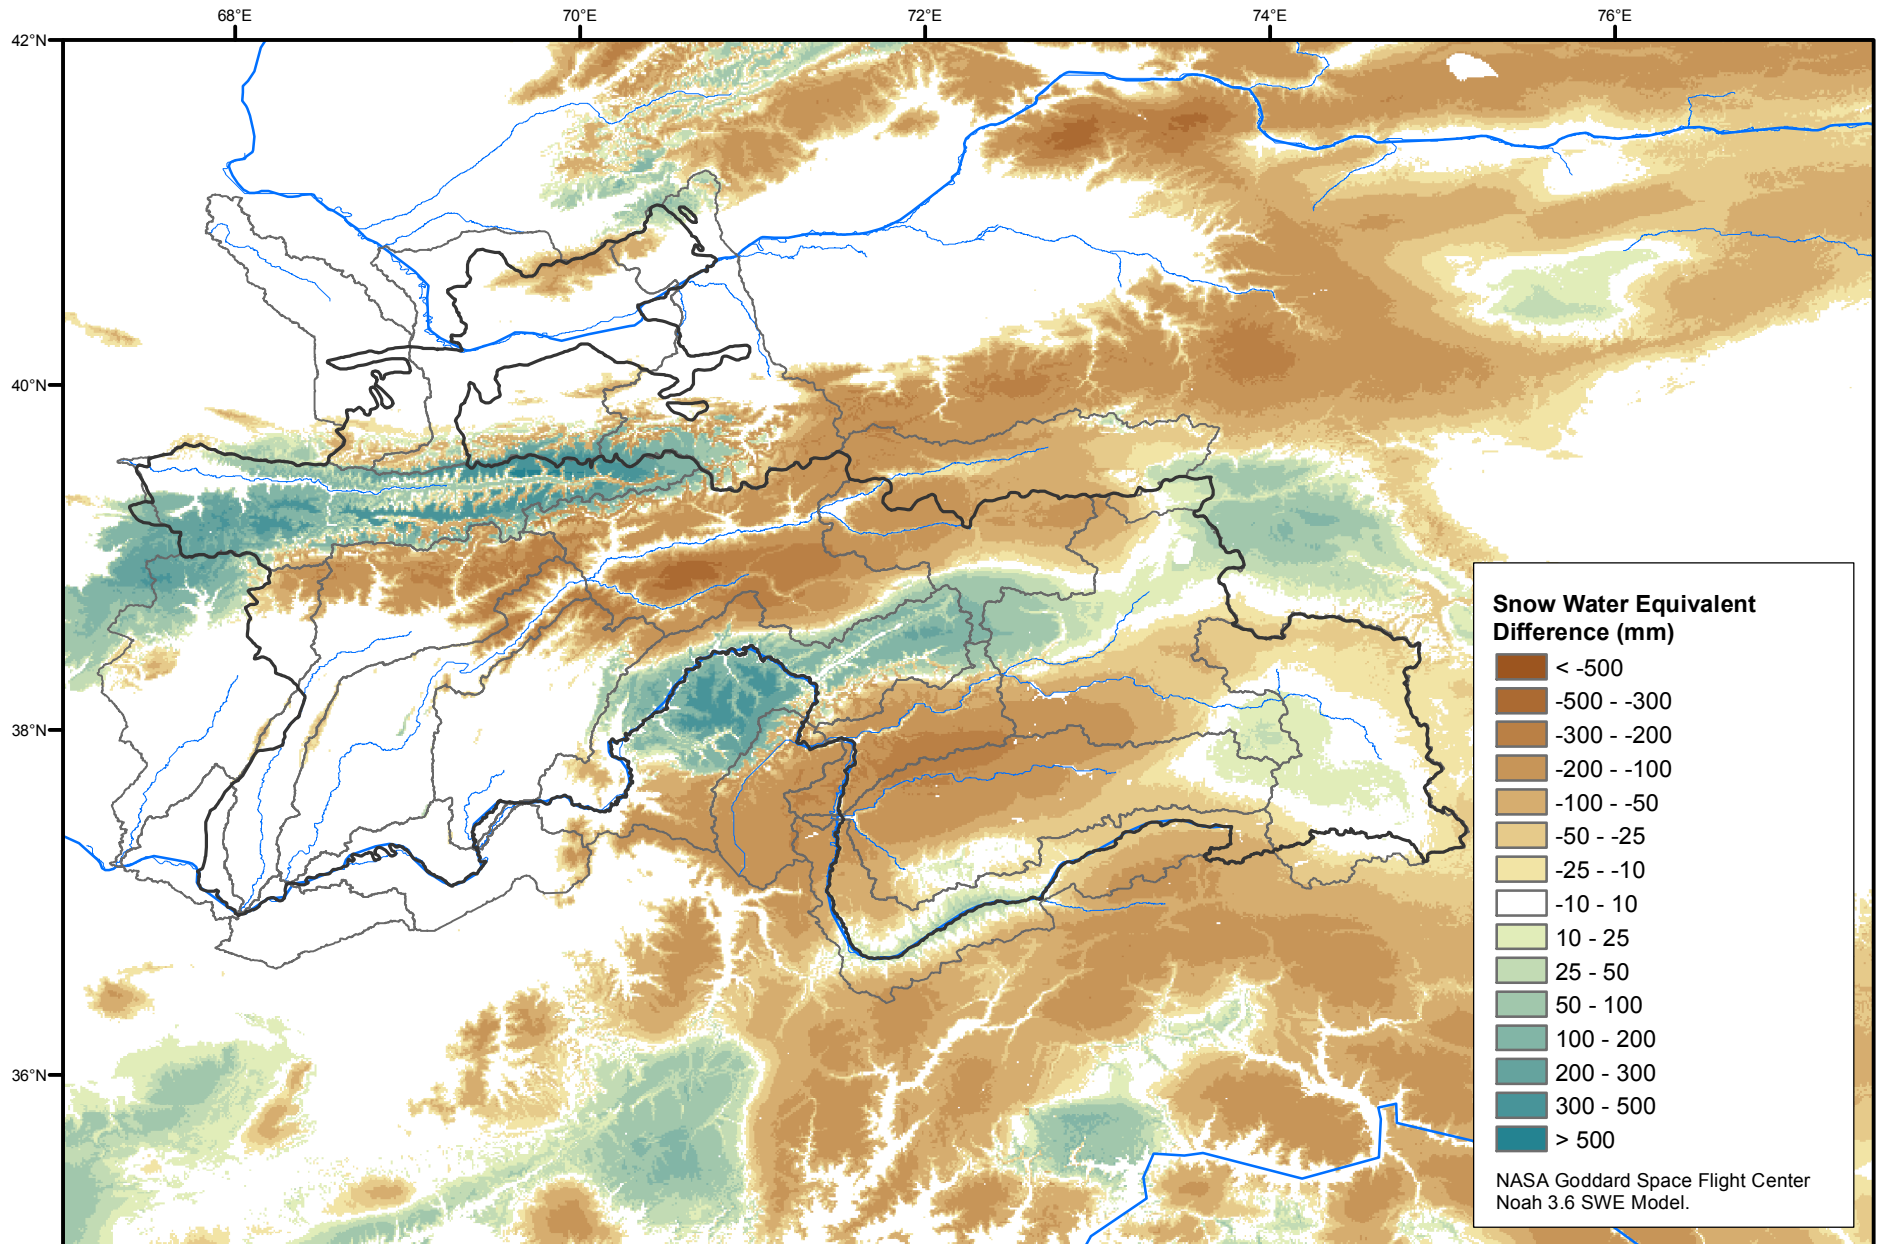 68°E 70°E 72°E 74°E 76°E
42°N
40°N
38°N
36°N
Snow Water Equivalent
Difference (mm)
< -500
-500 - -300
-300 - -200
-200 - -100
-100 - -50
-50 - -25
-25 - -10
-10 - 10
10 - 25
25 - 50
50 - 100
100 - 200
200 - 300
300 - 500
> 500
NASA Goddard Space Flight Center
Noah 3.6 SWE Model.